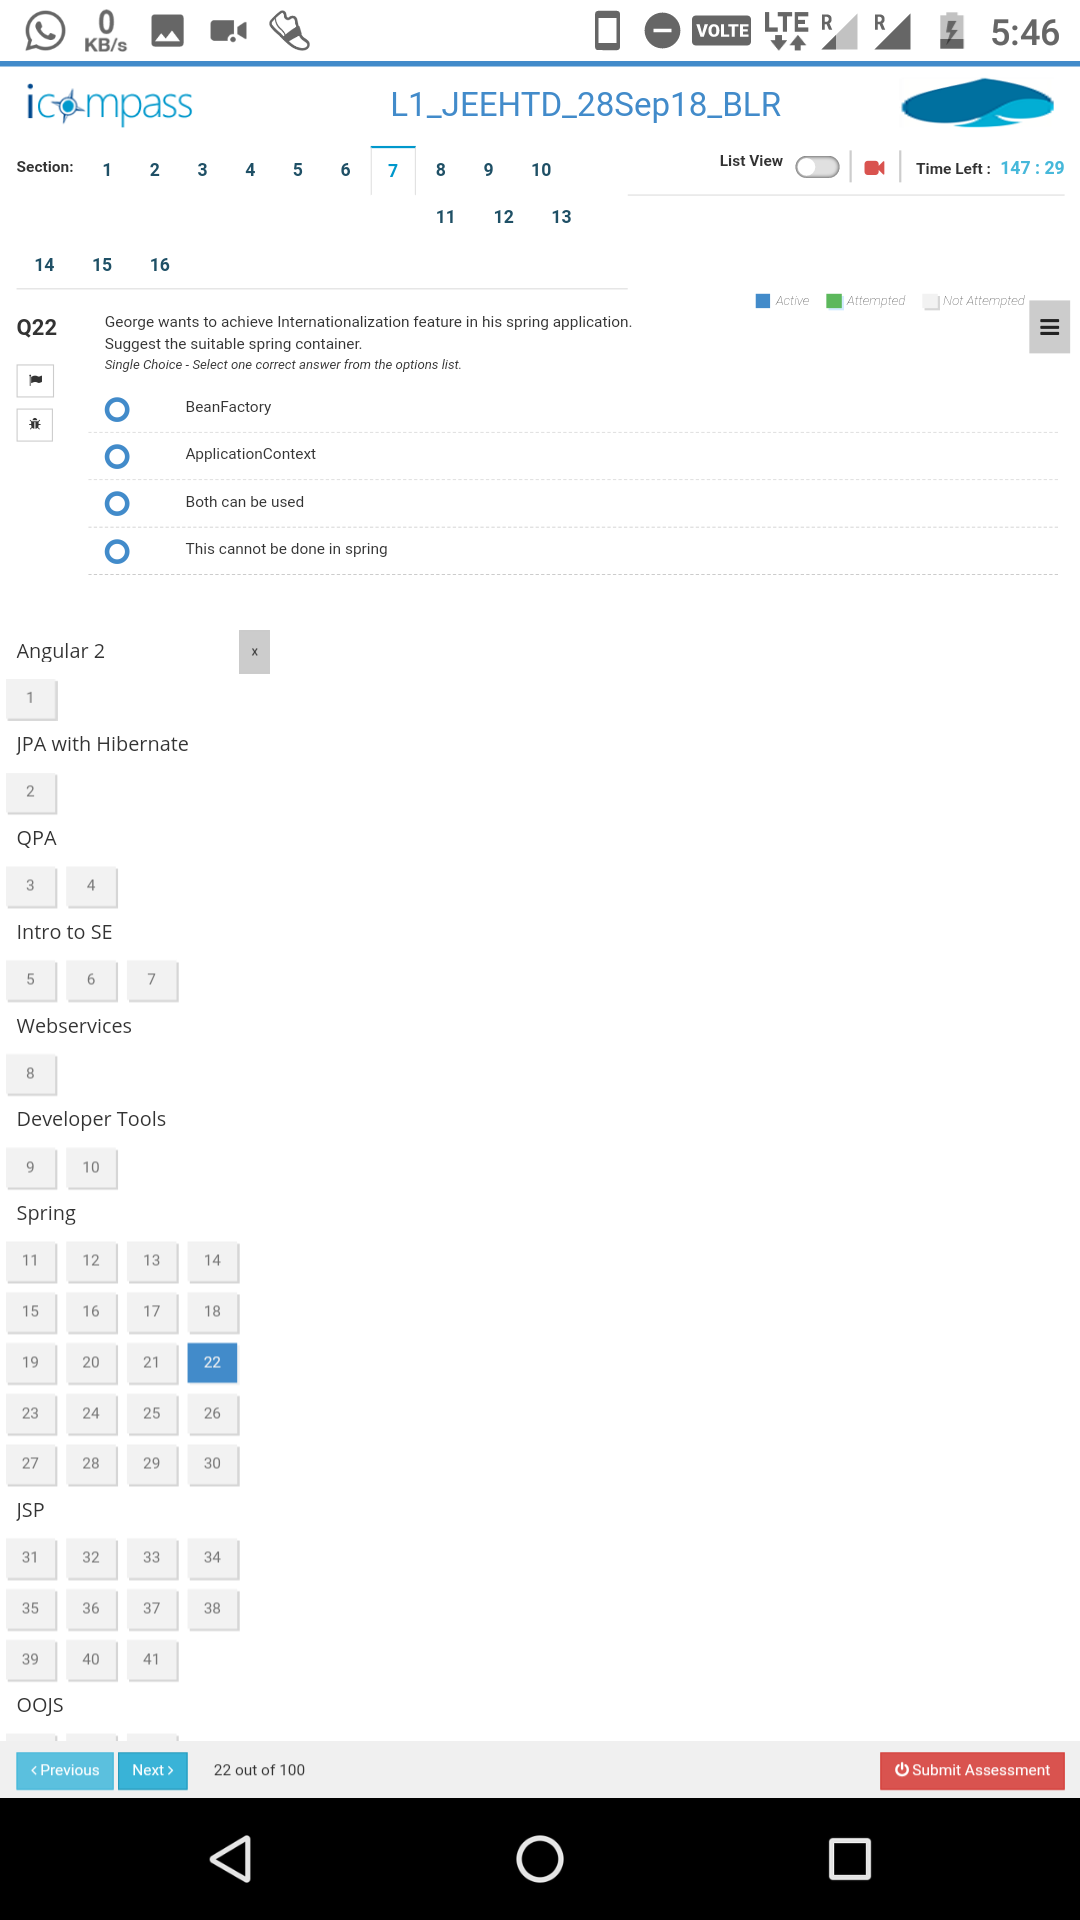 0
KB/s
VOLTE
LTE
R
R
5:46
icompass
L1_JEEHTD_28Sep18_BLR
Section:
1 2 3 4 5 6 7 8 9 10
List View
Time Left : 147 : 29
11 12 13
14 15 16
Active Attempted Not Attempted
Q22
George wants to achieve Internationalization feature in his spring application.
Suggest the suitable spring container.
Single Choice - Select one correct answer from the options list.
BeanFactory
ApplicationContext
Both can be used
This cannot be done in spring
Angular 2
x
1
JPA with Hibernate
2
QPA
3 4
Intro to SE
5 6 7
Webservices
8
Developer Tools
9 10
Spring
11 12 13 14
15 16 17 18
19 20 21 22
23 24 25 26
27 28 29 30
JSP
31 32 33 34
35 36 37 38
39 40 41
OOJS
Previous Next 22 out of 100 Submit Assessment